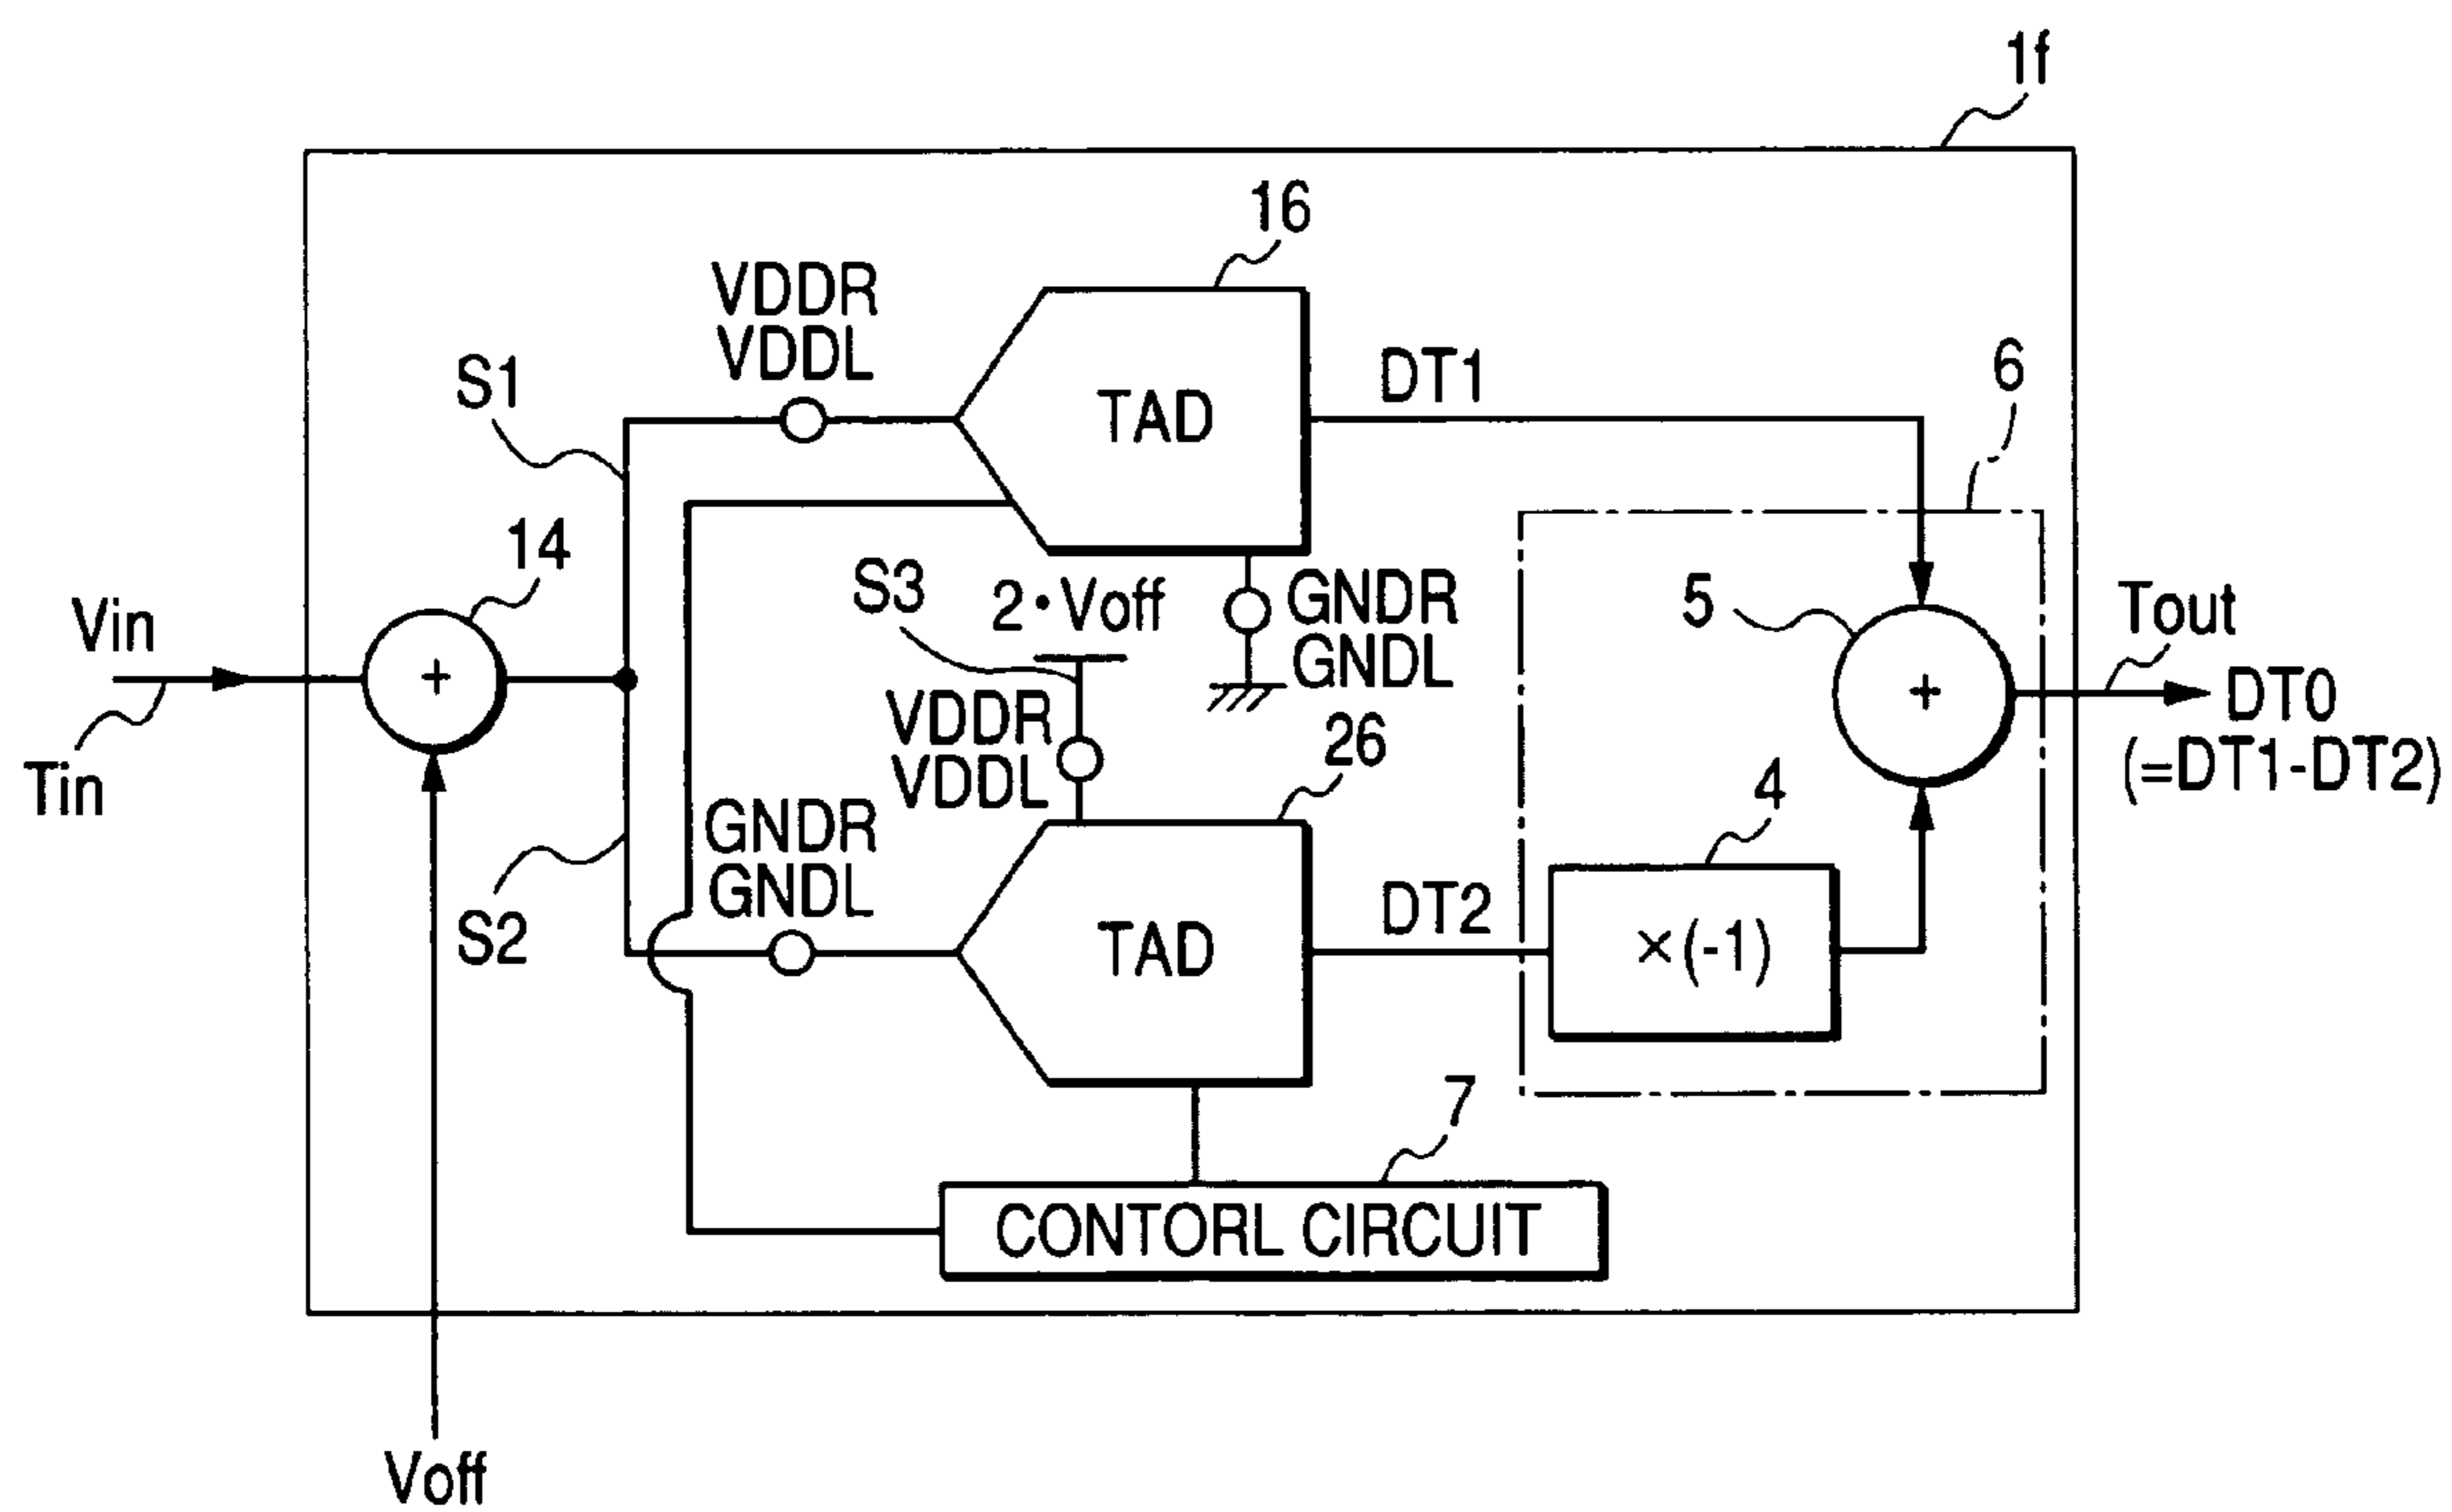 1f
16
VDDR
VDDL
S1
TAD
DT1
6
14
S3
2•Voff
GNDR
GNDL
5
Vin
+
Tout
Tin
VDDR
VDDL
26
+
DT0
(=DT1-DT2)
GNDR
GNDL
4
S2
TAD
DT2
×(-1)
7
CONTORL CIRCUIT
Voff